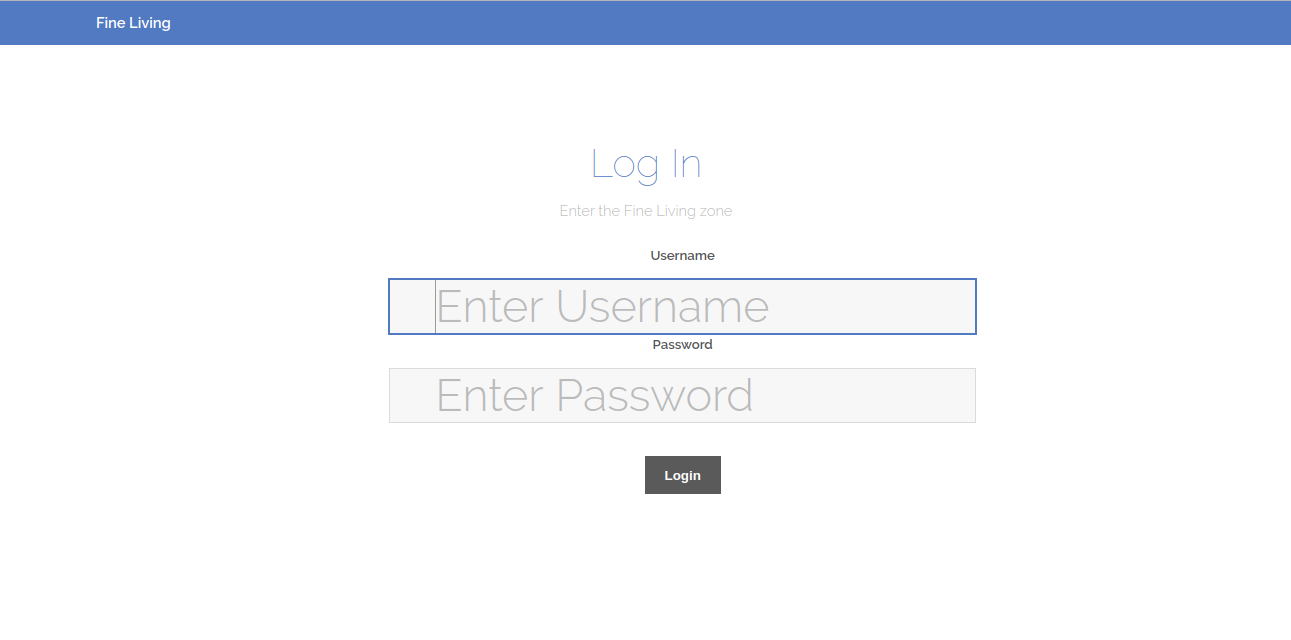 Fine Living
Log In
Enter the Fine Living zone
Username
Enter Username
Password
Enter Password
Login